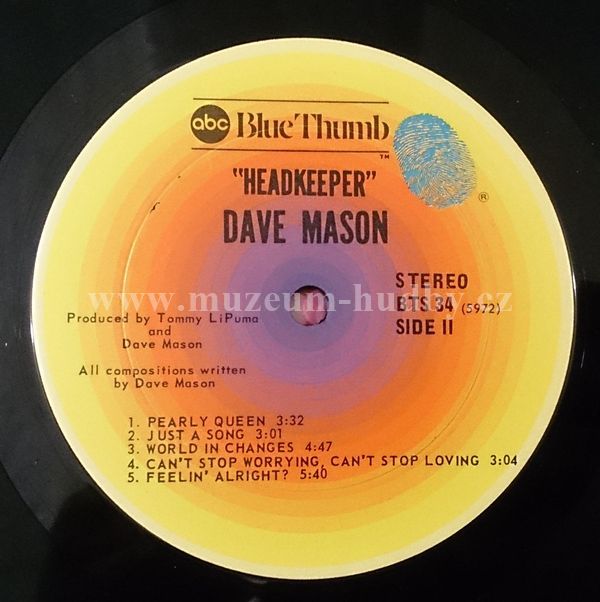 abc Blue Thumb ™
"HEADKEEPER"
®
DAVE MASON
STEREO
www.muzeum-hudby.cz
BTS 34 (5972)
SIDE II
Produced by Tommy LiPuma
and
Dave Mason
All compositions written
by Dave Mason
1. PEARLY QUEEN 3:32
2. JUST A SONG 3:01
3. WORLD IN CHANGES 4:47
4. CAN'T STOP WORRYING, CAN'T STOP LOVING 3:04
5. FEELIN' ALRIGHT? 5:40